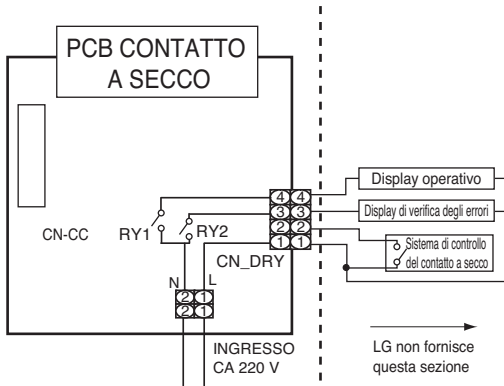 PCB CONTATTO
A SECCO
CN-CC
RY1
RY2
4 4
3 3
2 2
1 1
CN_DRY
N
L
2 1
2 1
INGRESSO
CA 220 V
Display operativo
Display di verifica degli errori
Sistema di controllo
del contatto a secco
LG non fornisce
questa sezione